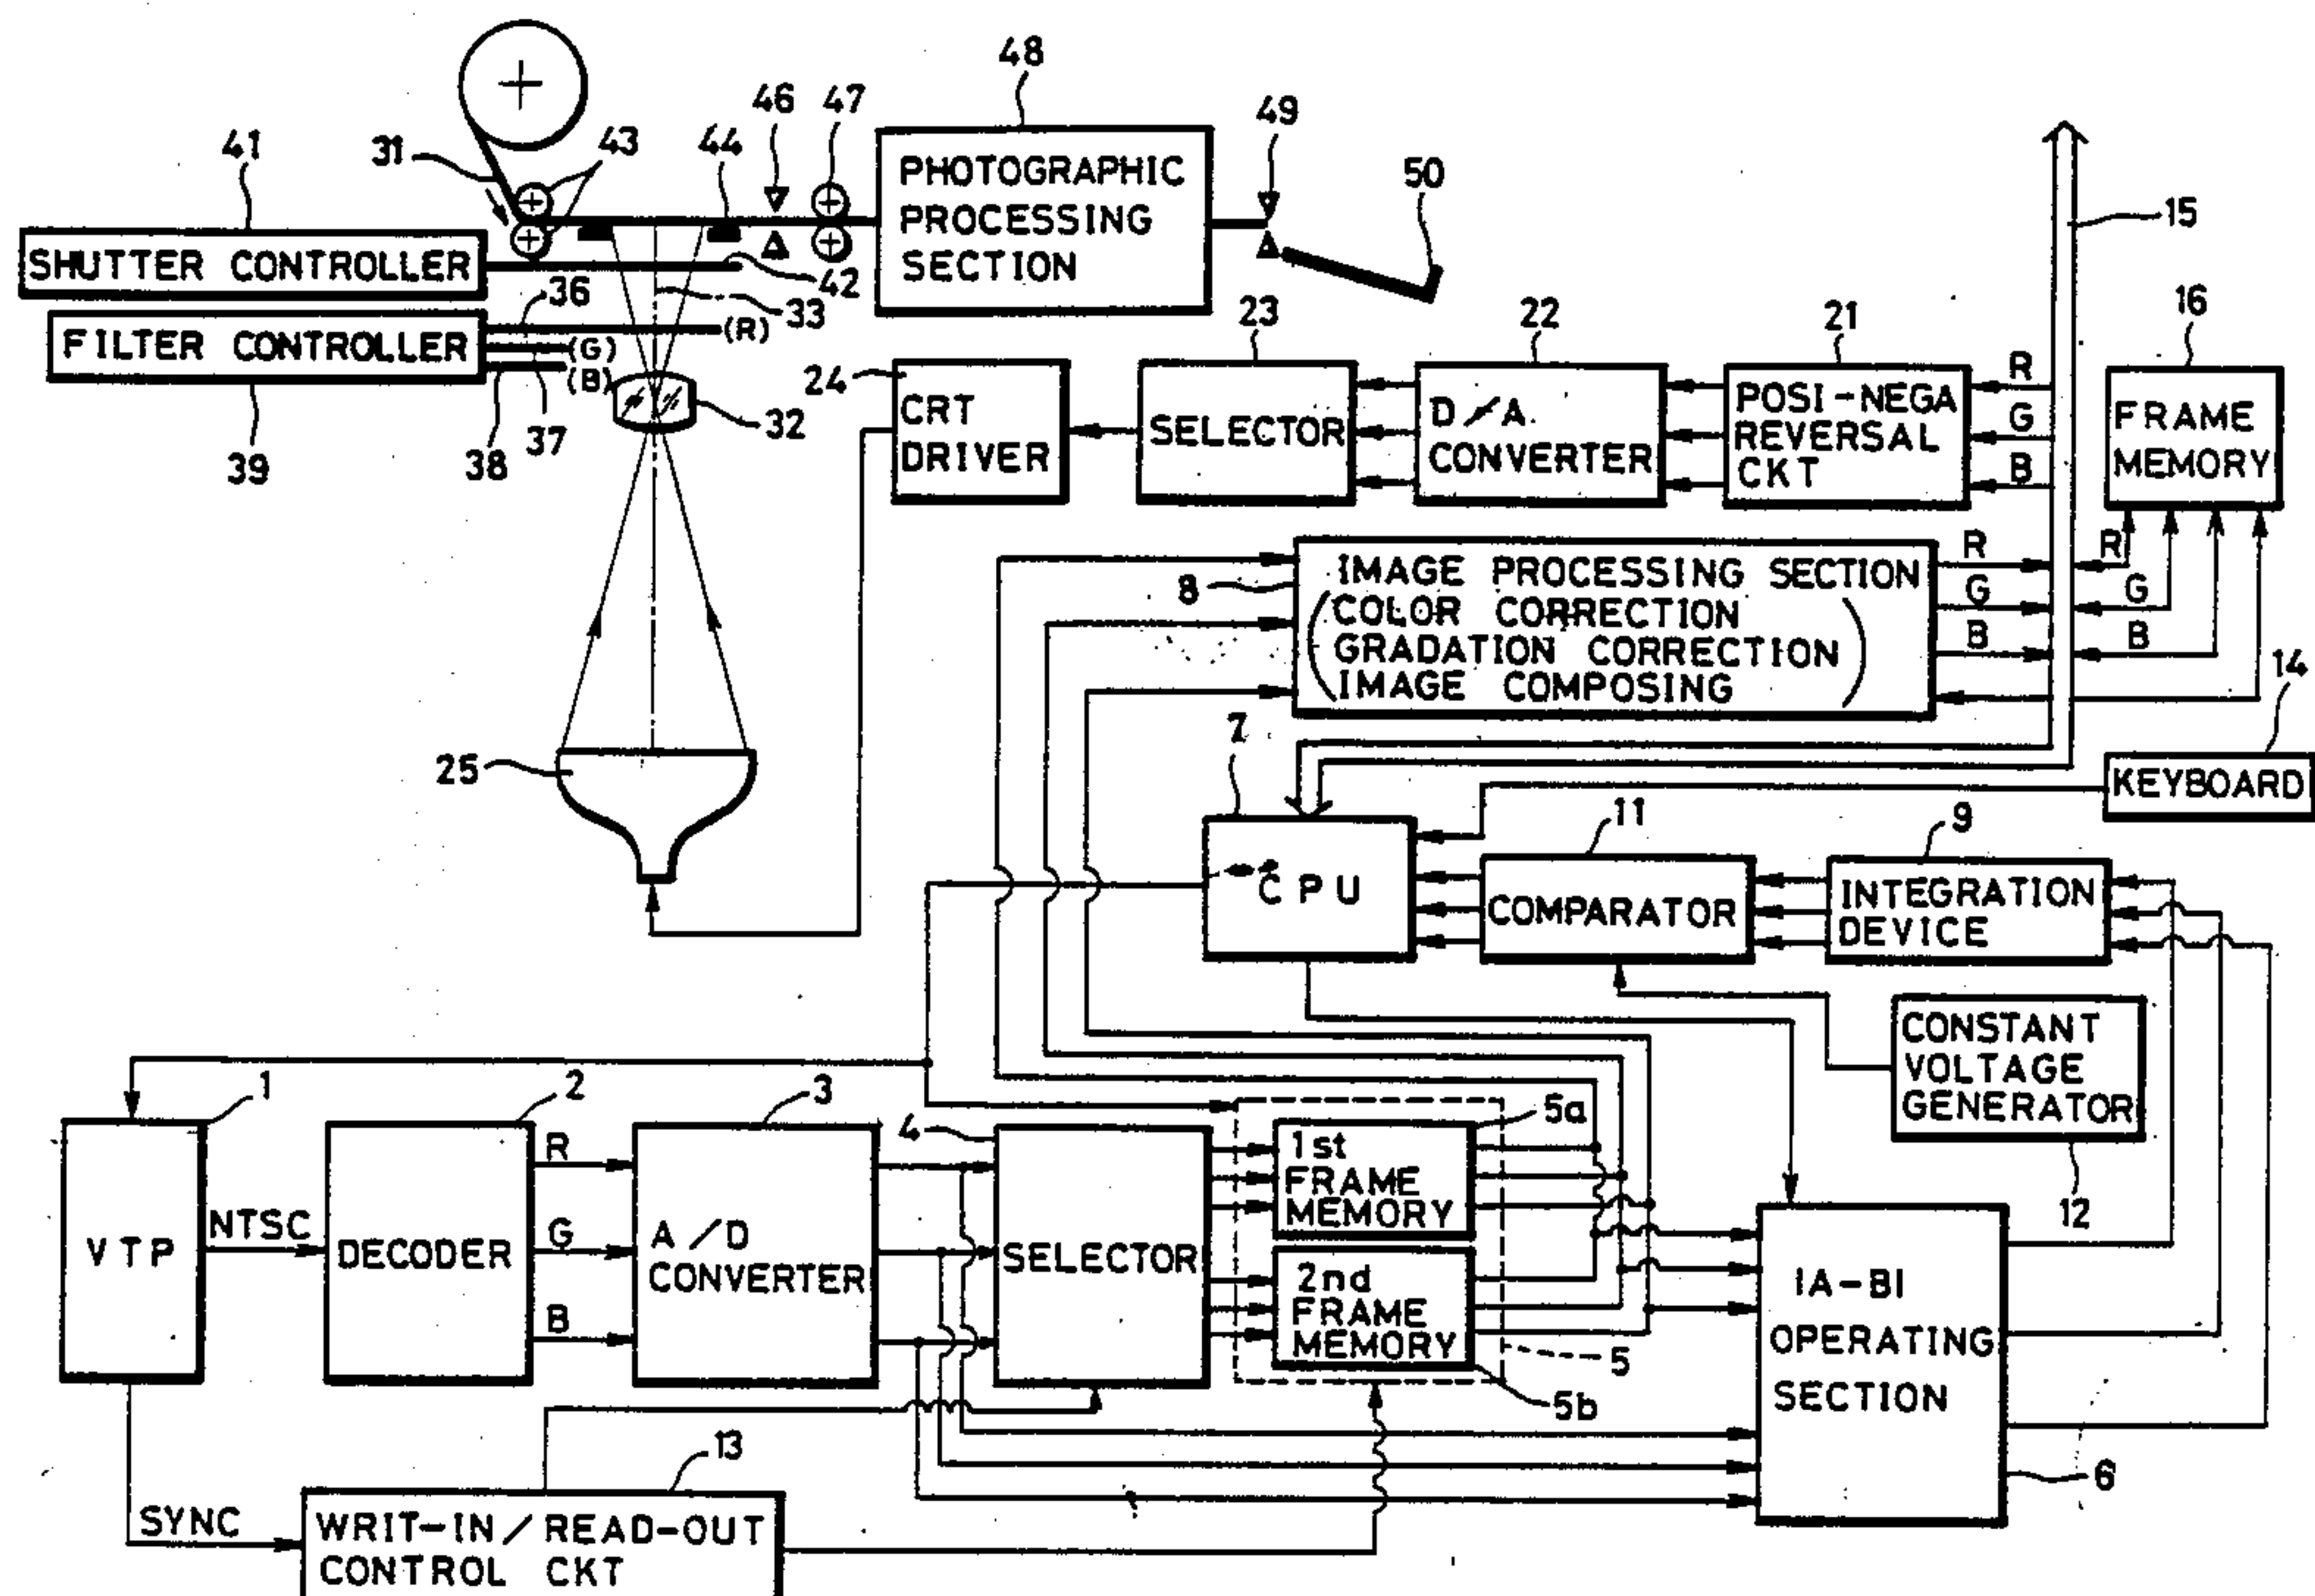 48
46
47
49
41
31
43
44
50
PHOTOGRAPHIC
PROCESSING
SECTION
15
SHUTTER CONTROLLER
42
36
33
23
22
21
16
FILTER CONTROLLER
(R)
(G)
(B)
24
CRT
DRIVER
SELECTOR
D/A
CONVERTER
POSI-NEGA
REVERSAL
CKT
R
G
B
FRAME
MEMORY
39
38
37
32
8
IMAGE PROCESSING SECTION
COLOR CORRECTION
GRADATION CORRECTION
IMAGE COMPOSING
R
G
B
R
G
B
14
25
7
KEYBOARD
11
9
CPU
COMPARATOR
INTEGRATION
DEVICE
CONSTANT
VOLTAGE
GENERATOR
12
1
2
3
4
5a
VTP
NTSC
DECODER
R
G
B
A/D
CONVERTER
SELECTOR
1st
FRAME
MEMORY
2nd
FRAME
MEMORY
5
5b
IA-BI
OPERATING
SECTION
6
13
SYNC
WRIT-IN/READ-OUT
CONTROL CKT